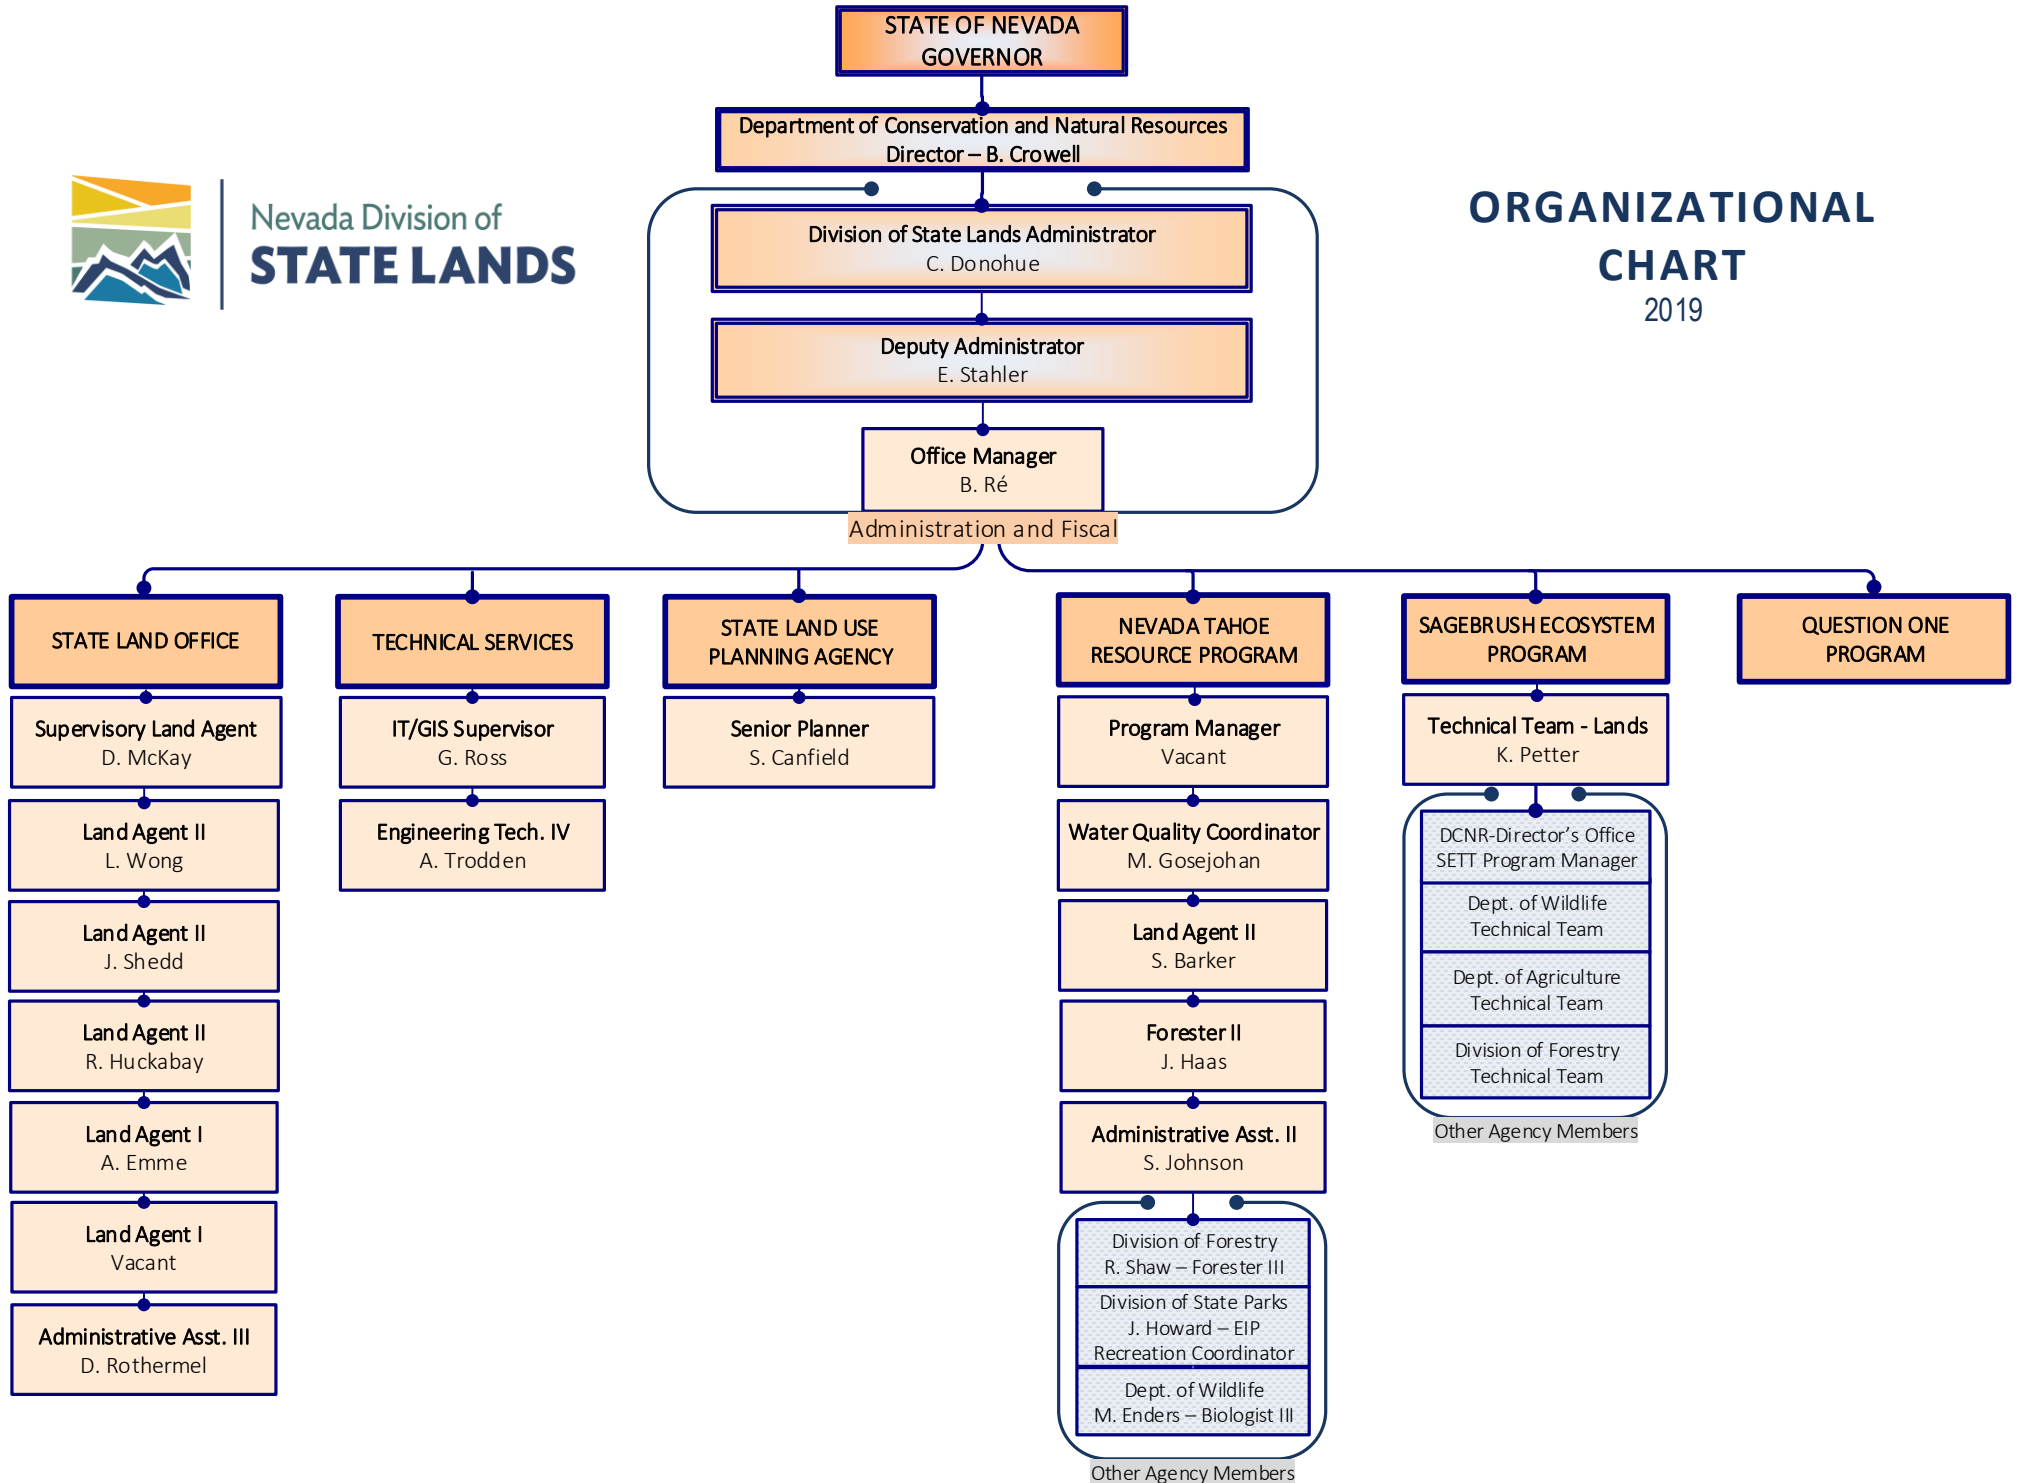 STATE OF NEVADA
GOVERNOR
Department of Conservation and Natural Resources
Director – B. Crowell
Nevada Division of
STATE LANDS
ORGANIZATIONAL
CHART
2019
Division of State Lands Administrator
C. Donohue
Deputy Administrator
E. Stahler
Office Manager
B. Ré
Administration and Fiscal
STATE LAND OFFICE
Supervisory Land Agent
D. McKay
Land Agent II
L. Wong
Land Agent II
J. Shedd
Land Agent II
R. Huckabay
Land Agent I
A. Emme
Land Agent I
Vacant
Administrative Asst. III
D. Rothermel
TECHNICAL SERVICES
IT/GIS Supervisor
G. Ross
Engineering Tech. IV
A. Trodden
STATE LAND USE
PLANNING AGENCY
Senior Planner
S. Canfield
NEVADA TAHOE
RESOURCE PROGRAM
Program Manager
Vacant
Water Quality Coordinator
M. Gosejohan
Land Agent II
S. Barker
Forester II
J. Haas
Administrative Asst. II
S. Johnson
Division of Forestry
R. Shaw – Forester III
Division of State Parks
J. Howard – EIP
Recreation Coordinator
Dept. of Wildlife
M. Enders – Biologist III
Other Agency Members
SAGEBRUSH ECOSYSTEM
PROGRAM
Technical Team - Lands
K. Petter
DCNR-Director’s Office
SETT Program Manager
Dept. of Wildlife
Technical Team
Dept. of Agriculture
Technical Team
Division of Forestry
Technical Team
Other Agency Members
QUESTION ONE
PROGRAM